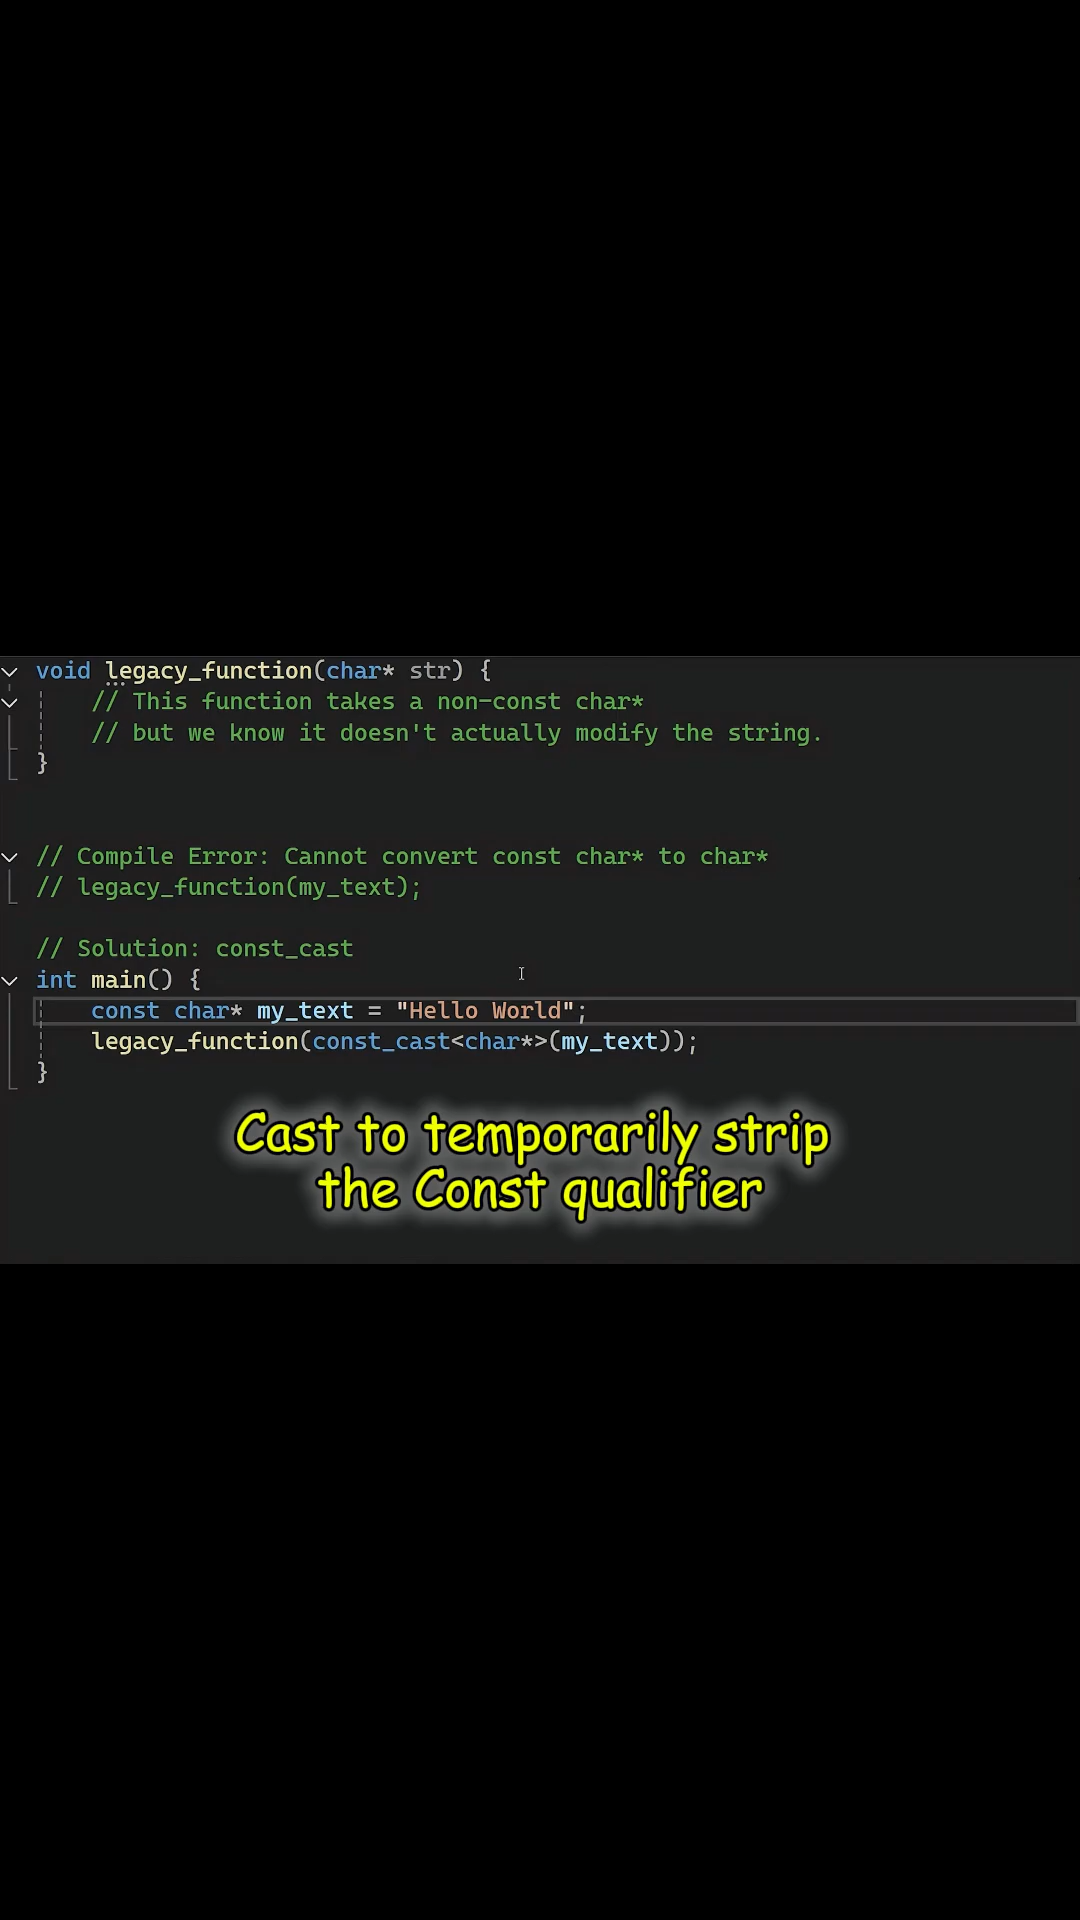 void legacy_function(char* str) {
// This function takes a non-const char*
// but we know it doesn't actually modify the string.
}
// Compile Error: Cannot convert const char* to char*
// legacy_function(my_text);
// Solution: const_cast
int main() {
const char* my_text = "Hello World";
legacy_function(const_cast<char*>(my_text));
}
Cast to temporarily strip
the Const qualifier